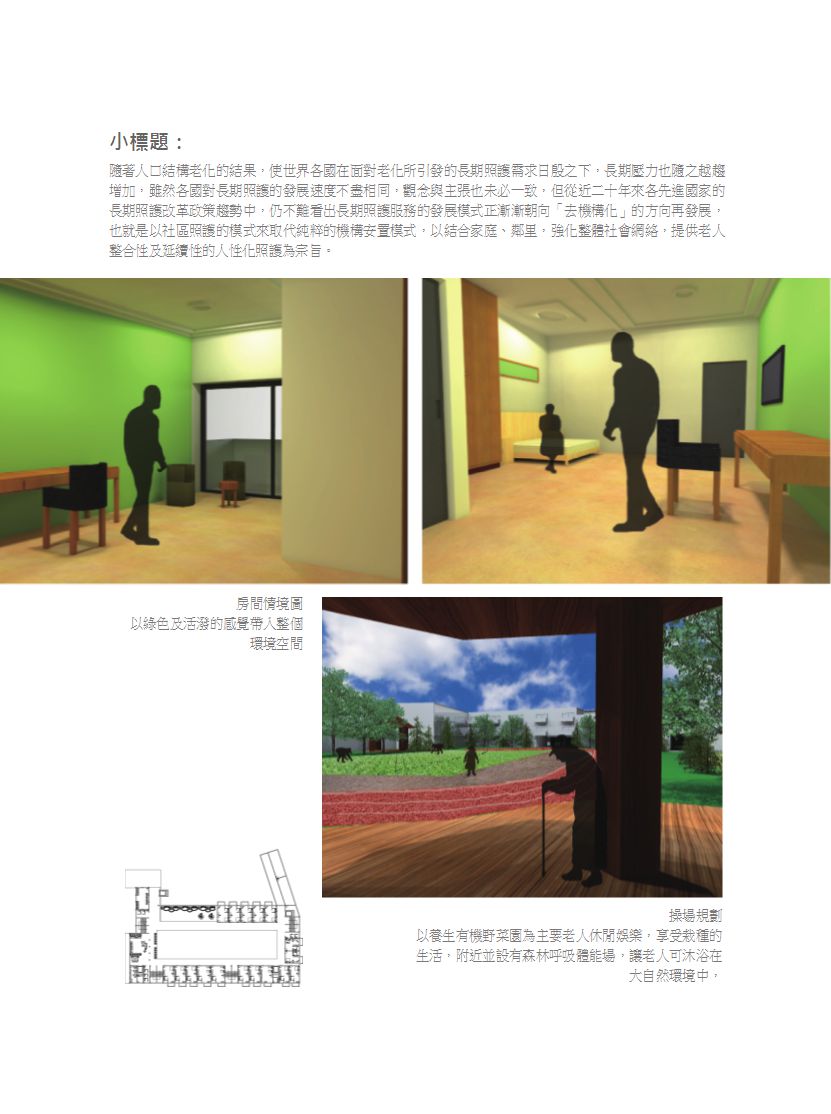 小標題：
隨著人口結構老化的結果，使世界各國在面對老化所引發的長期照護需求日殷之下，長期壓力也隨之越趨
增加，雖然各國對長期照護的發展速度不盡相同，觀念與主張也未必一致，但從近二十年來各先進國家的
長期照護改革政策趨勢中，仍不難看出長期照護服務的發展模式正漸漸朝向「去機構化」的方向再發展，
也就是以社區照護的模式來取代純粹的機構安置模式，以結合家庭、鄰里，強化整體社會網絡，提供老人
整合性及延續性的人性化照護為宗旨。
房間情境圖
以綠色及活潑的感覺帶入整個
環境空間
操場規劃
以養生有機野菜園為主要老人休閒娛樂，享受栽種的
生活，附近並設有森林呼吸體能場，讓老人可沐浴在
大自然環境中，